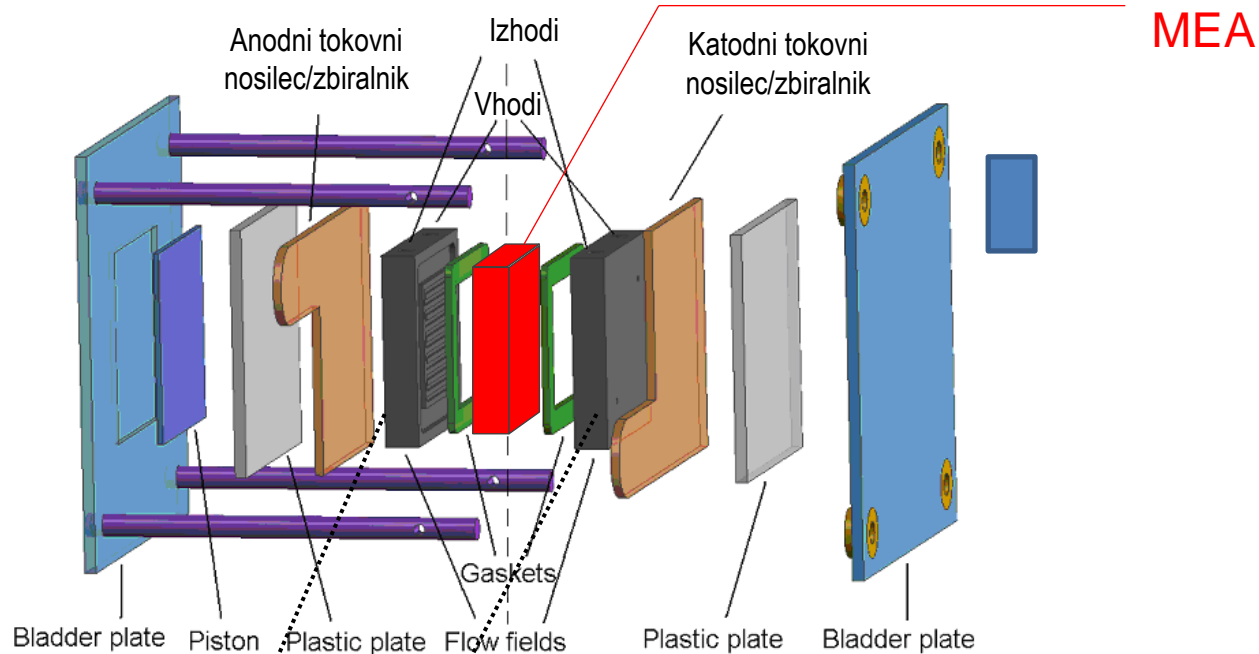 MEA
Izhodi
Anodni tokovni
nosilec/zbiralnik
Katodni tokovni
nosilec/zbiralnik
Vhodi
Gaskets
Bladder plate
Piston
Plastic plate
Flow fields
Plastic plate
Bladder plate